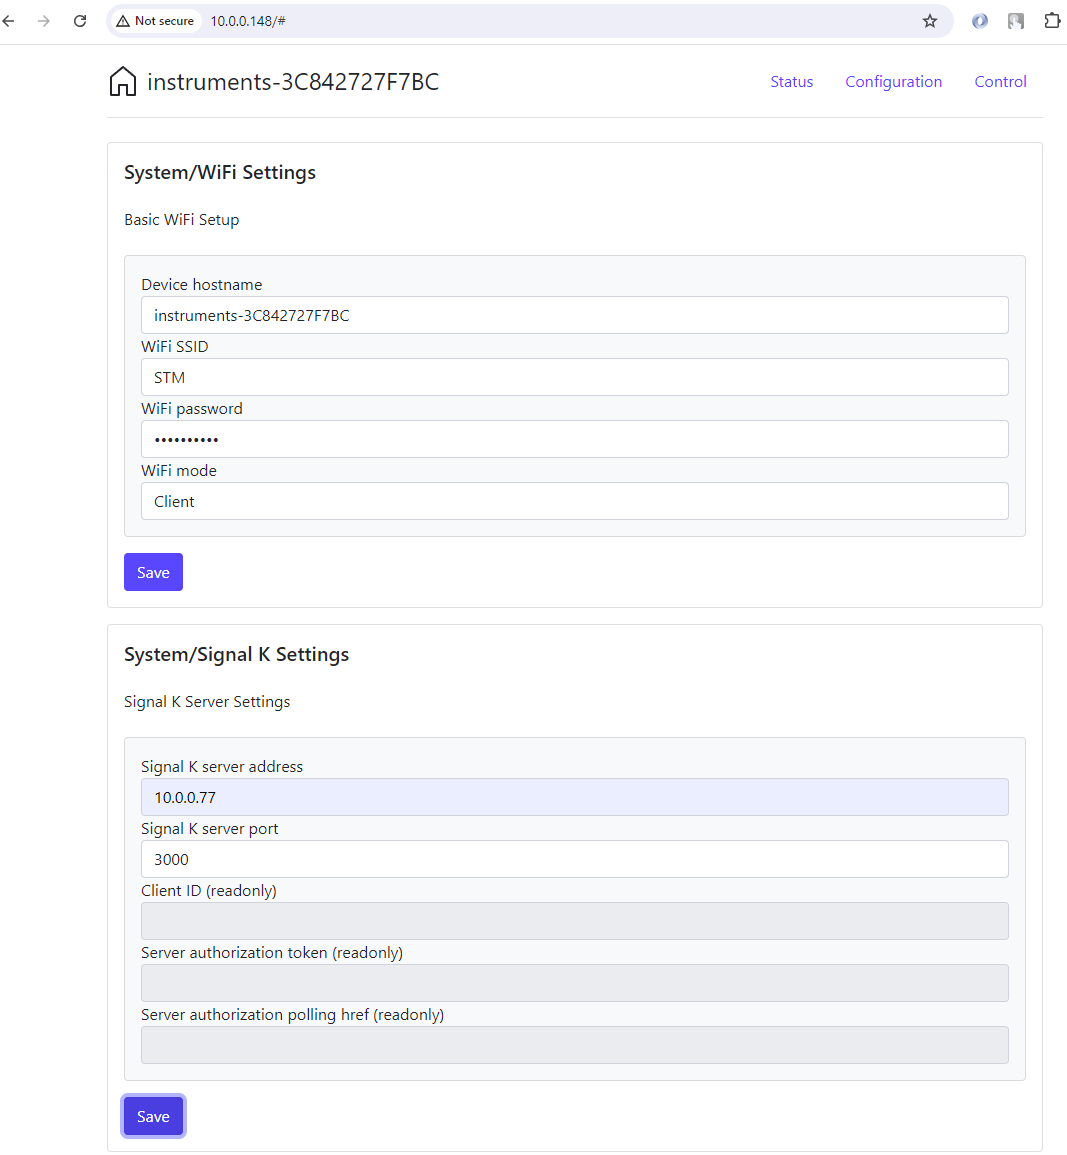 Not secure 10.0.0.148/#
instruments-3C842727F7BC Status Configuration Control
System/WiFi Settings
Basic WiFi Setup
Device hostname
instruments-3C842727F7BC
WiFi SSID
STM
WiFi password
••••••••••
WiFi mode
Client
Save
System/Signal K Settings
Signal K Server Settings
Signal K server address
10.0.0.77
Signal K server port
3000
Client ID (readonly)
Server authorization token (readonly)
Server authorization polling href (readonly)
Save